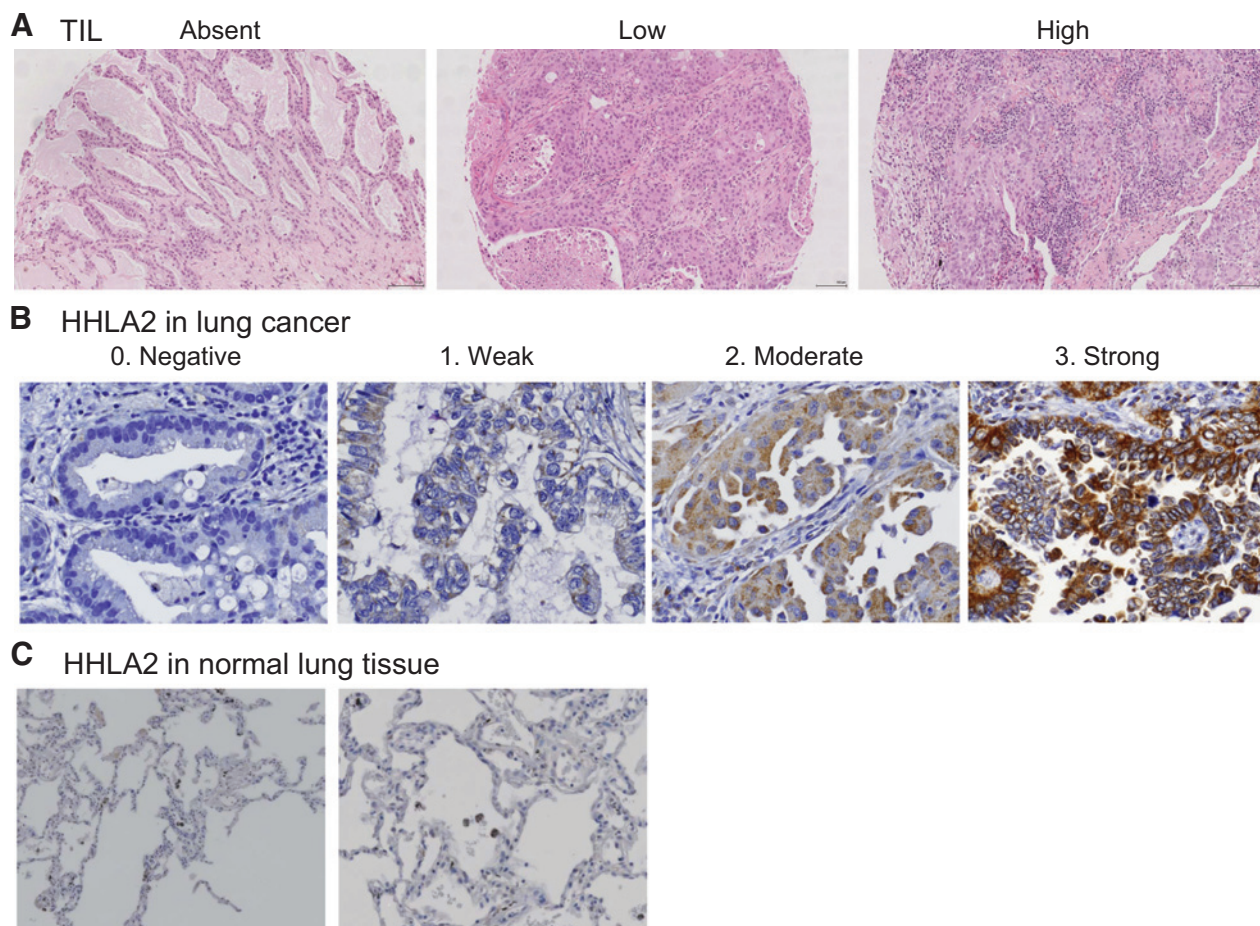 A TIL Absent Low High
B HHLA2 in lung cancer
0. Negative 1. Weak 2. Moderate 3. Strong
C HHLA2 in normal lung tissue